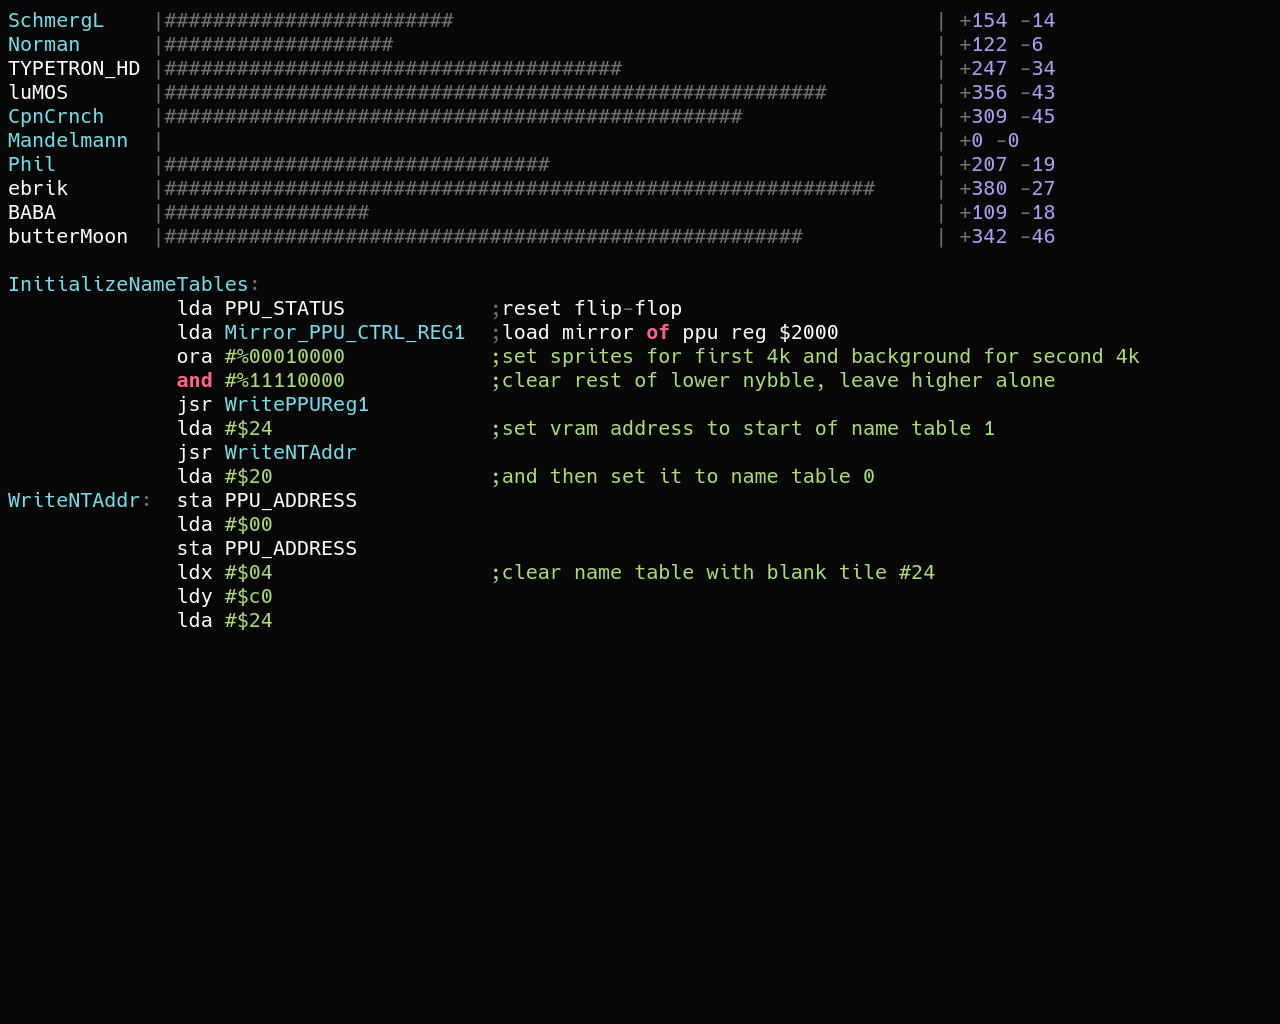 SchmergL    |########################                                        | +154 -14
Norman      |###################                                             | +122 -6
TYPETRON_HD |######################################                          | +247 -34
luMOS       |#######################################################         | +356 -43
CpnCrnch    |################################################                | +309 -45
Mandelmann  |                                                                | +0 -0
Phil        |################################                                | +207 -19
ebrik       |###########################################################     | +380 -27
BABA        |#################                                               | +109 -18
butterMoon  |#####################################################           | +342 -46

InitializeNameTables:
              lda PPU_STATUS            ;reset flip-flop
              lda Mirror_PPU_CTRL_REG1  ;load mirror of ppu reg $2000
              ora #%00010000            ;set sprites for first 4k and background for second 4k
              and #%11110000            ;clear rest of lower nybble, leave higher alone
              jsr WritePPUReg1
              lda #$24                  ;set vram address to start of name table 1
              jsr WriteNTAddr
              lda #$20                  ;and then set it to name table 0
WriteNTAddr:  sta PPU_ADDRESS
              lda #$00
              sta PPU_ADDRESS
              ldx #$04                  ;clear name table with blank tile #24
              ldy #$c0
              lda #$24